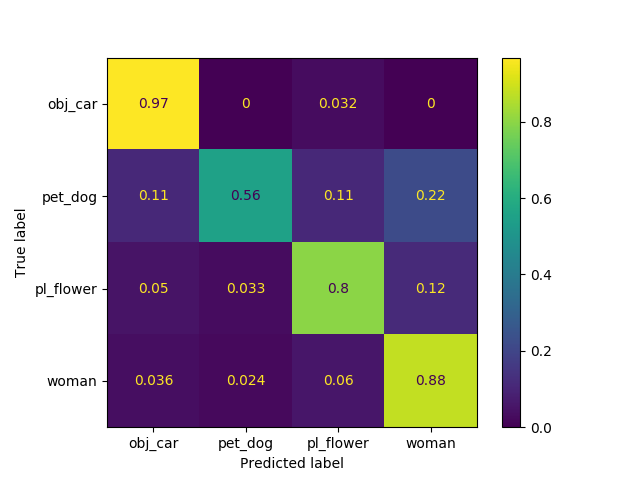 obj_car 0.97 0 0.032 0
pet_dog 0.11 0.56 0.11 0.22
pl_flower 0.05 0.033 0.8 0.12
woman 0.036 0.024 0.06 0.88
obj_car pet_dog pl_flower woman
Predicted label
True label
0.8
0.6
0.4
0.2
0.0